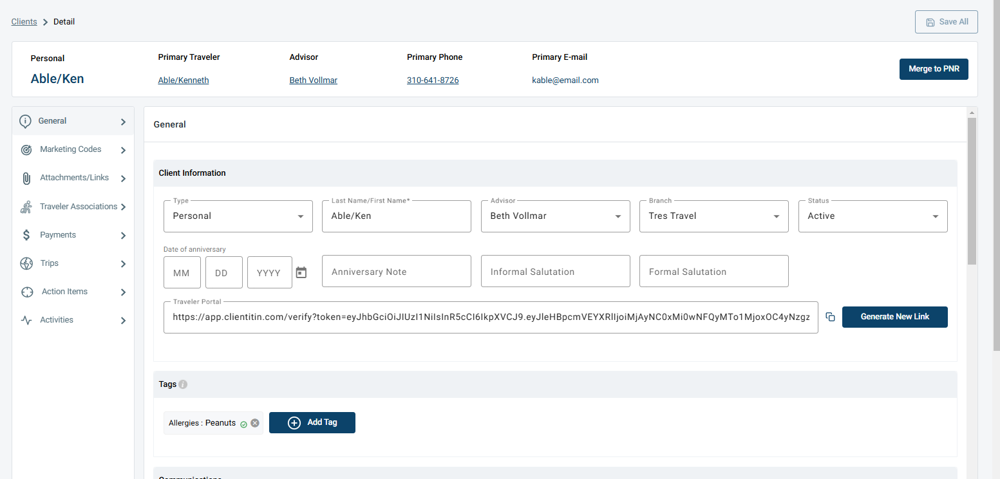 Clients > Detail
Save All
Personal
Able/Ken
Primary Traveler
Able/Kenneth
Advisor
Beth Vollmar
Primary Phone
310-641-8726
Primary E-mail
kable@email.com
Merge to PNR
General
Marketing Codes
Attachments/Links
Traveler Associations
Payments
Trips
Action Items
Activities
General
Client Information
Type
Personal
Last Name/First Name*
Able/Ken
Advisor
Beth Vollmar
Branch
Tres Travel
Status
Active
Date of anniversary
MM
DD
YYYY
Anniversary Note
Informal Salutation
Formal Salutation
Traveler Portal
https://app.clientitin.com/verify?token=eyJhbGciOiJIUzI1NiIsInR5cCI6IkpXVCJ9.eyJleHBpcmVEYXRlIjoiMjAyNC0xMi0wNFQyMTo1MjoxOC4yNzgz
Generate New Link
Tags
Allergies : Peanuts
Add Tag
Communications